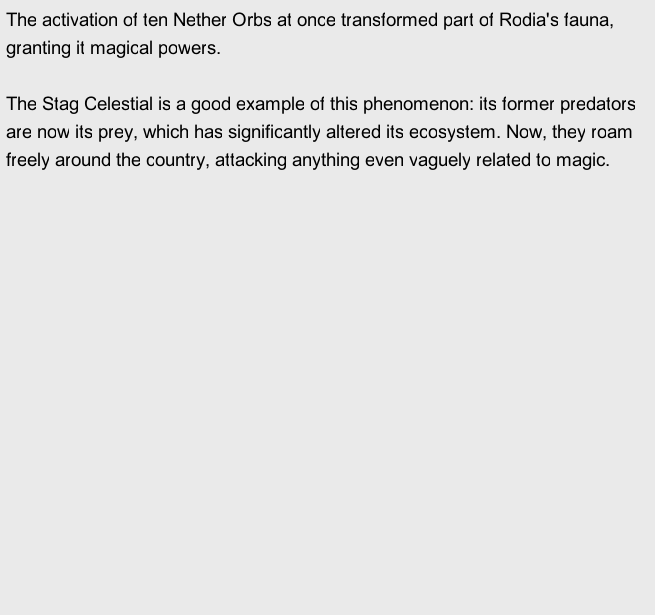 The activation of ten Nether Orbs at once transformed part of Rodia's fauna,
granting it magical powers.

The Stag Celestial is a good example of this phenomenon: its former predators
are now its prey, which has significantly altered its ecosystem. Now, they roam
freely around the country, attacking anything even vaguely related to magic.